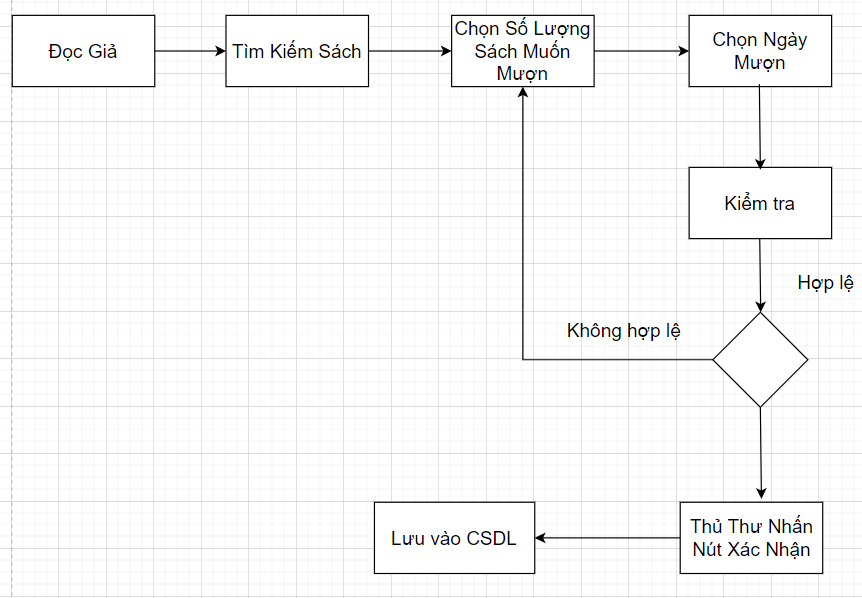 Đọc Giả
Tìm Kiếm Sách
Chọn Số Lượng
Sách Muốn
Mượn
Chọn Ngày
Mượn
Kiểm tra
Hợp lệ
Không hợp lệ
Thủ Thư Nhấn
Nút Xác Nhận
Lưu vào CSDL